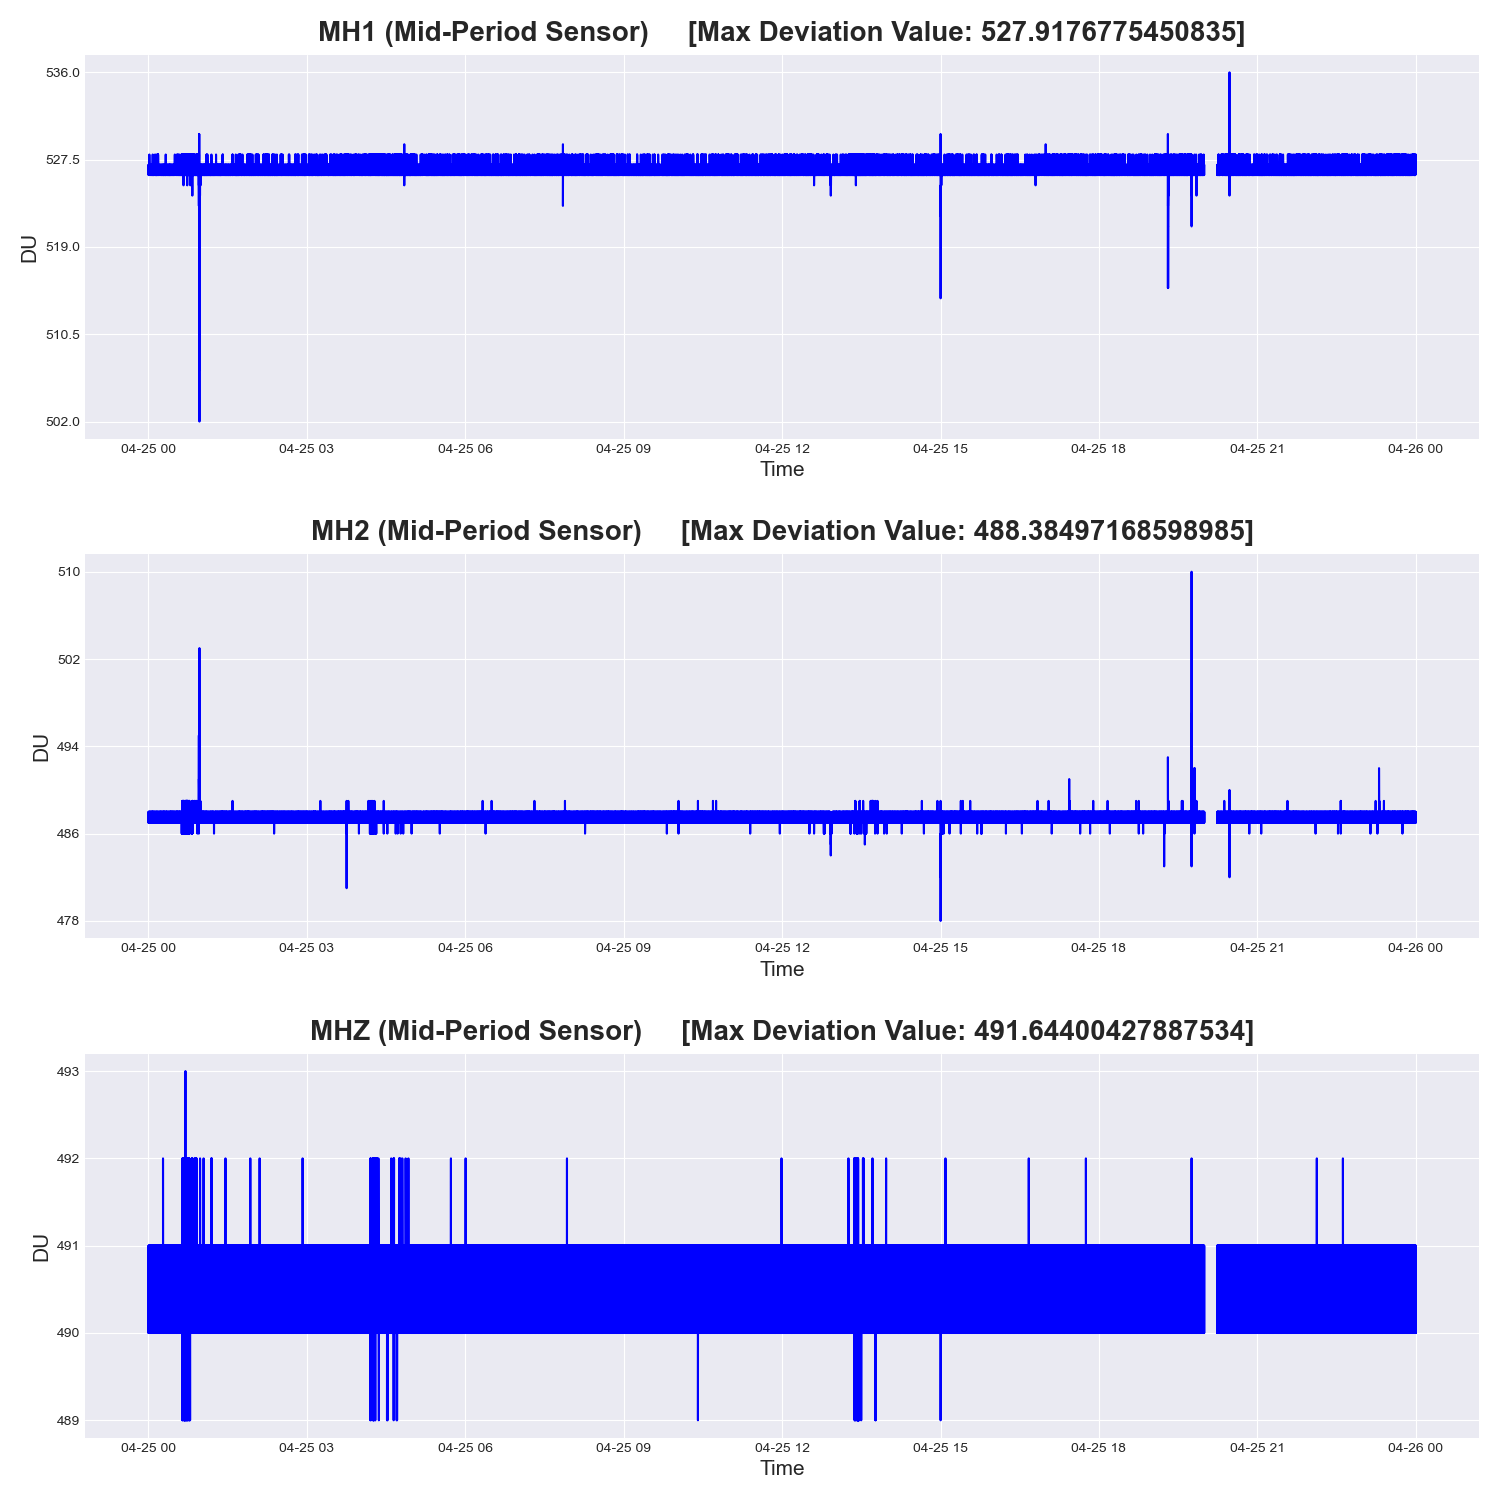 MH1 (Mid-Period Sensor) [Max Deviation Value: 527.9176775450835]
536.0
527.5
519.0
510.5
502.0
DU
04-25 00 04-25 03 04-25 06 04-25 09 04-25 12 04-25 15 04-25 18 04-25 21 04-26 00
Time
MH2 (Mid-Period Sensor) [Max Deviation Value: 488.38497168598985]
510
502
494
486
478
DU
04-25 00 04-25 03 04-25 06 04-25 09 04-25 12 04-25 15 04-25 18 04-25 21 04-26 00
Time
MHZ (Mid-Period Sensor) [Max Deviation Value: 491.64400427887534]
493
492
491
490
489
DU
04-25 00 04-25 03 04-25 06 04-25 09 04-25 12 04-25 15 04-25 18 04-25 21 04-26 00
Time